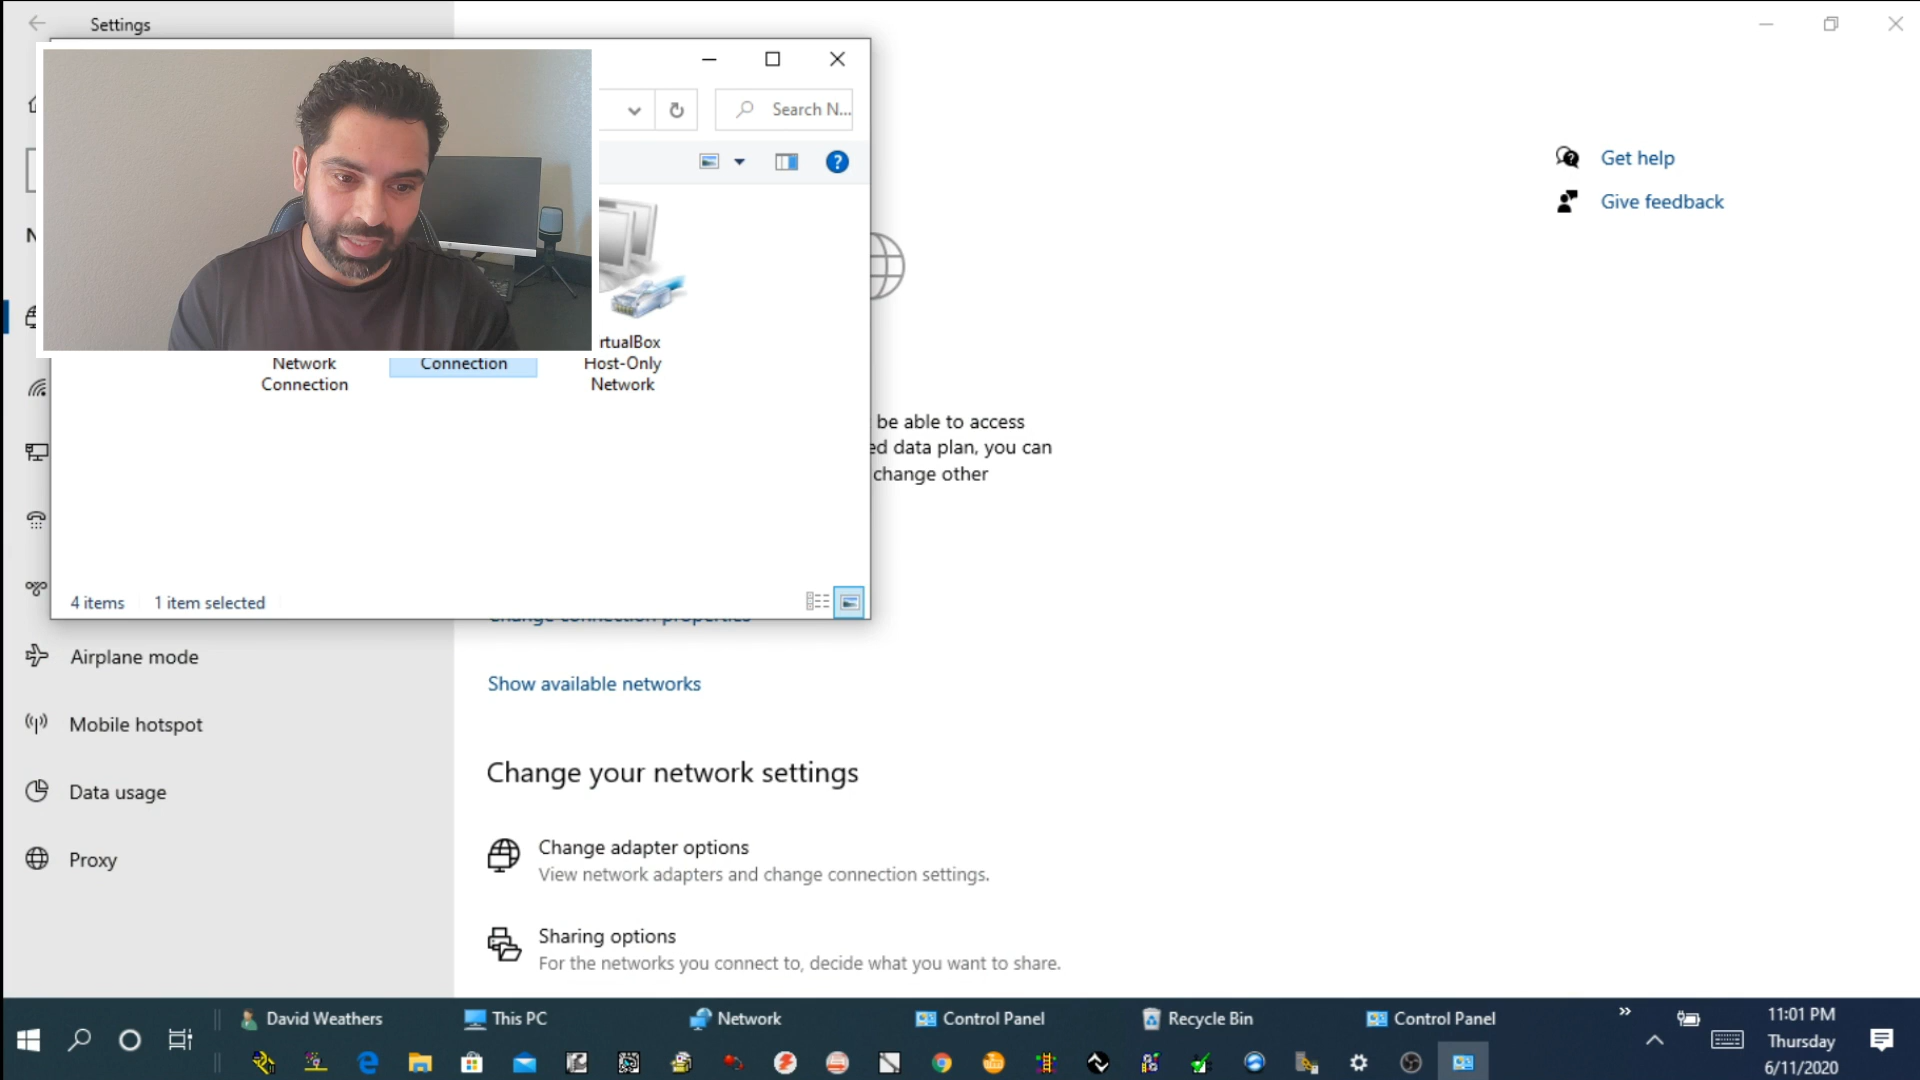 Settings
Search N...
Get help
Give feedback
rtualBox
Host-Only
Network
Network
Connection
Connection
be able to access
ed data plan, you can
change other
4 items
1 item selected
Change connection properties
Airplane mode
Show available networks
Mobile hotspot
Change your network settings
Data usage
Change adapter options
View network adapters and change connection settings.
Proxy
Sharing options
For the networks you connect to, decide what you want to share.
David Weathers
This PC
Network
Control Panel
Recycle Bin
Control Panel
11:01 PM
Thursday
6/11/2020